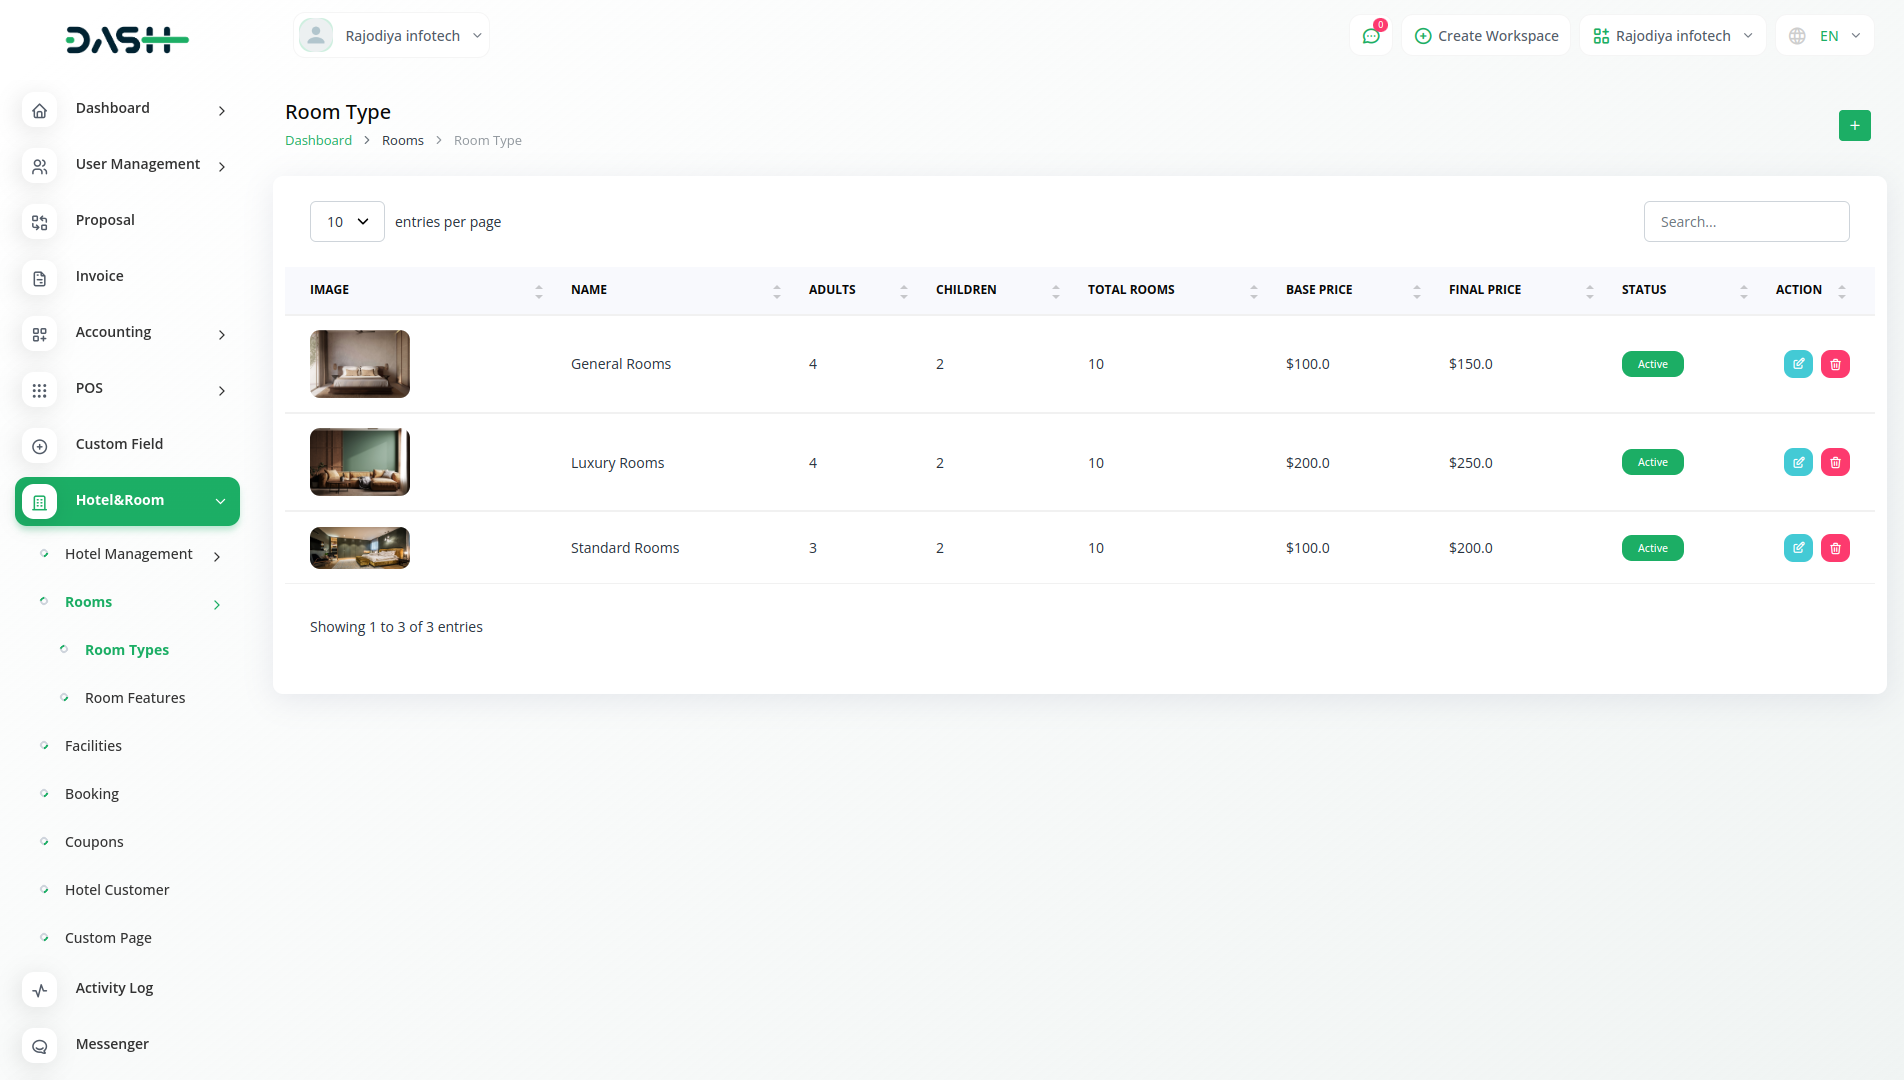 DASH
Rajodiya infotech
0
Create Workspace
Rajodiya infotech
EN
Dashboard
User Management
Proposal
Invoice
Accounting
POS
Custom Field
Hotel&Room
Hotel Management
Rooms
Room Types
Room Features
Facilities
Booking
Coupons
Hotel Customer
Custom Page
Activity Log
Messenger
Room Type
Dashboard > Rooms > Room Type
+
10 entries per page
Search...
IMAGE NAME ADULTS CHILDREN TOTAL ROOMS BASE PRICE FINAL PRICE STATUS ACTION
General Rooms 4 2 10 $100.0 $150.0 Active
Luxury Rooms 4 2 10 $200.0 $250.0 Active
Standard Rooms 3 2 10 $100.0 $200.0 Active
Showing 1 to 3 of 3 entries